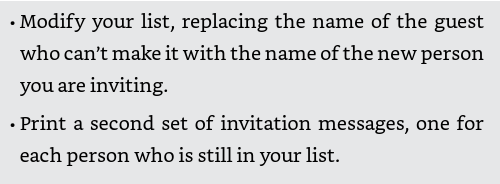 • Modify your list, replacing the name of the guest
who can’t make it with the name of the new person
you are inviting.
• Print a second set of invitation messages, one for
each person who is still in your list.